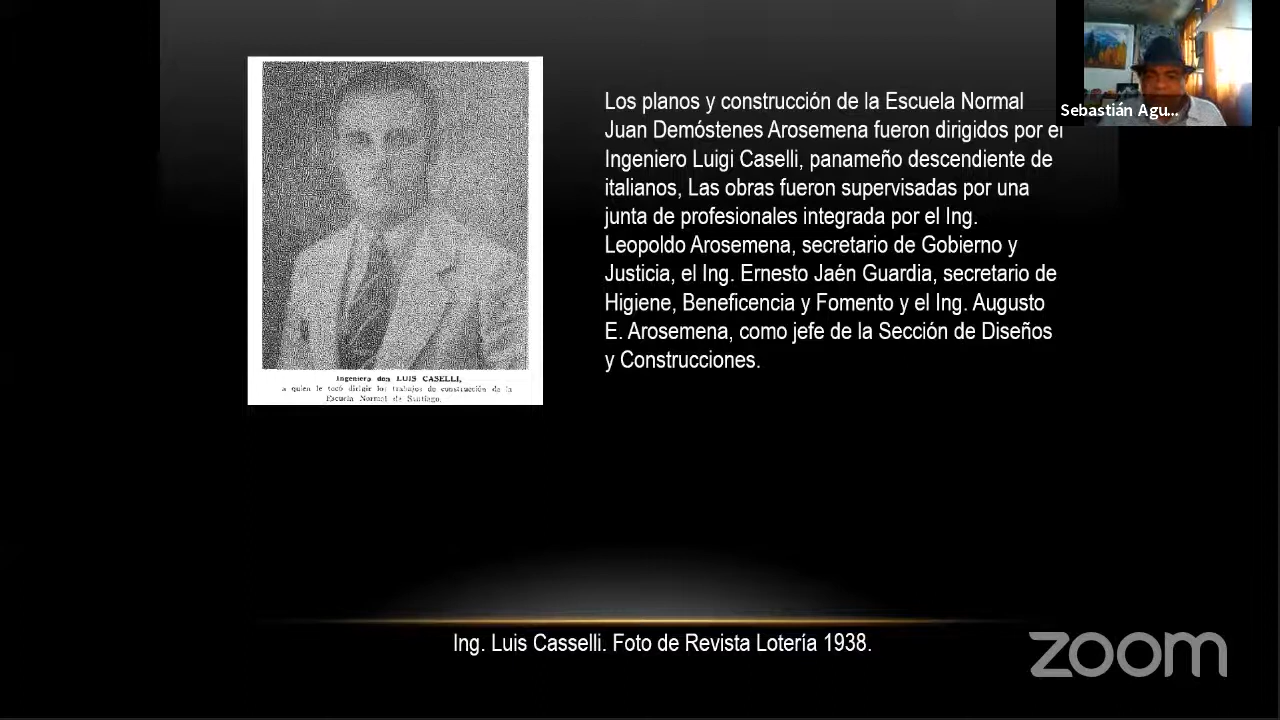 Los planos y construcción de la Escuela Normal
Juan Demóstenes Arosemena fueron dirigidos por el
Ingeniero Luigi Caselli, panameño descendiente de
italianos, Las obras fueron supervisadas por una
junta de profesionales integrada por el Ing.
Leopoldo Arosemena, secretario de Gobierno y
Justicia, el Ing. Ernesto Jaén Guardia, secretario de
Higiene, Beneficencia y Fomento y el Ing. Augusto
E. Arosemena, como jefe de la Sección de Diseños
y Construcciones.
Sebastián Agu...
Ingeniero don LUIS CASELLI,
a quien le tocó dirigir los trabajos de construcción de la
Escuela Normal de Santiago.
Ing. Luis Casselli. Foto de Revista Lotería 1938.
zoom